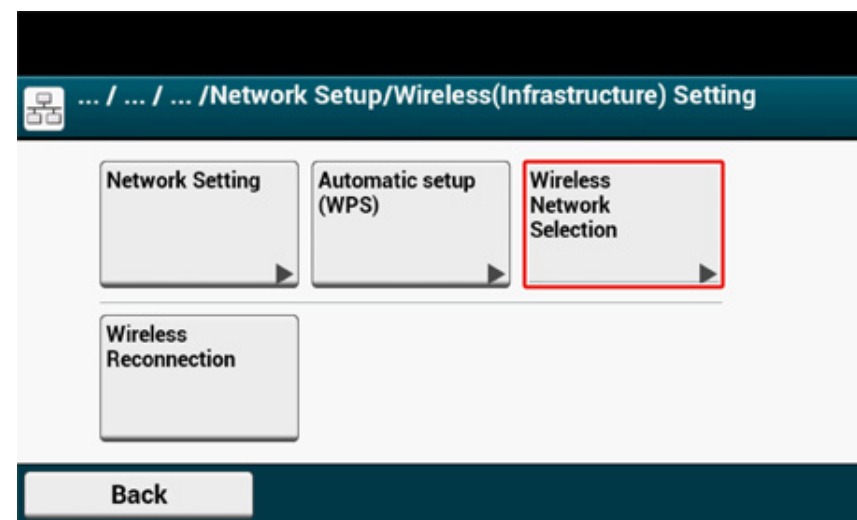 ... / ... / ... /Network Setup/Wireless(Infrastructure) Setting
Network Setting
Automatic setup
(WPS)
Wireless
Network
Selection
Wireless
Reconnection
Back